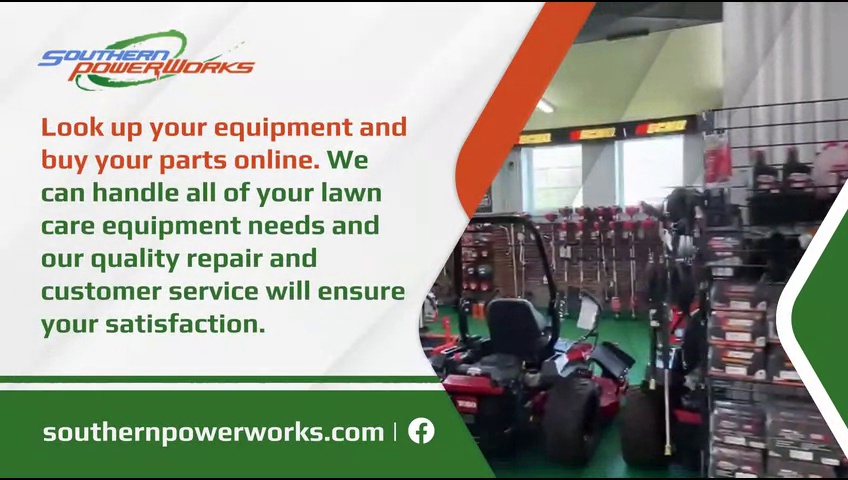 SOUTHERN
POWERWORKS
Look up your equipment and
buy your parts online. We
can handle all of your lawn
care equipment needs and
our quality repair and
customer service will ensure
your satisfaction.
southernpowerworks.com |